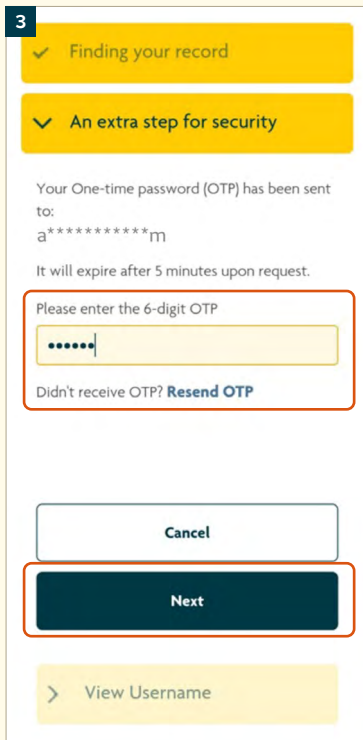 3
Finding your record
An extra step for security
Your One-time password (OTP) has been sent
to:
a***********m
It will expire after 5 minutes upon request.
Please enter the 6-digit OTP
••••••
Didn't receive OTP? Resend OTP
Cancel
Next
View Username